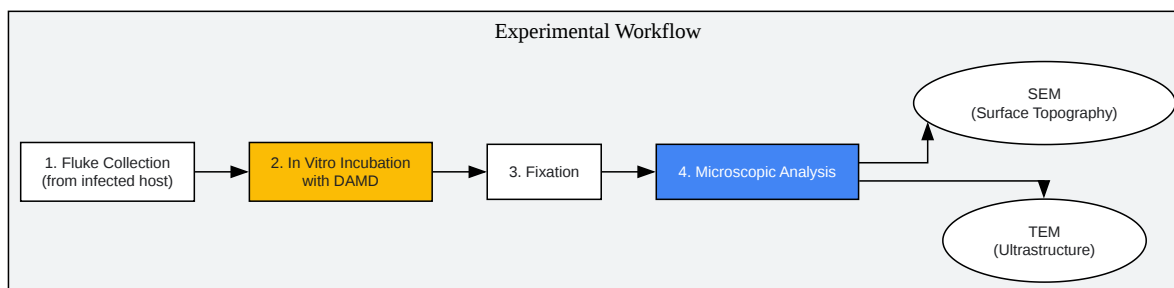 Experimental Workflow
1. Fluke Collection
(from infected host)
2. In Vitro Incubation
with DAMD
3. Fixation
4. Microscopic Analysis
SEM
(Surface Topography)
TEM
(Ultrastructure)